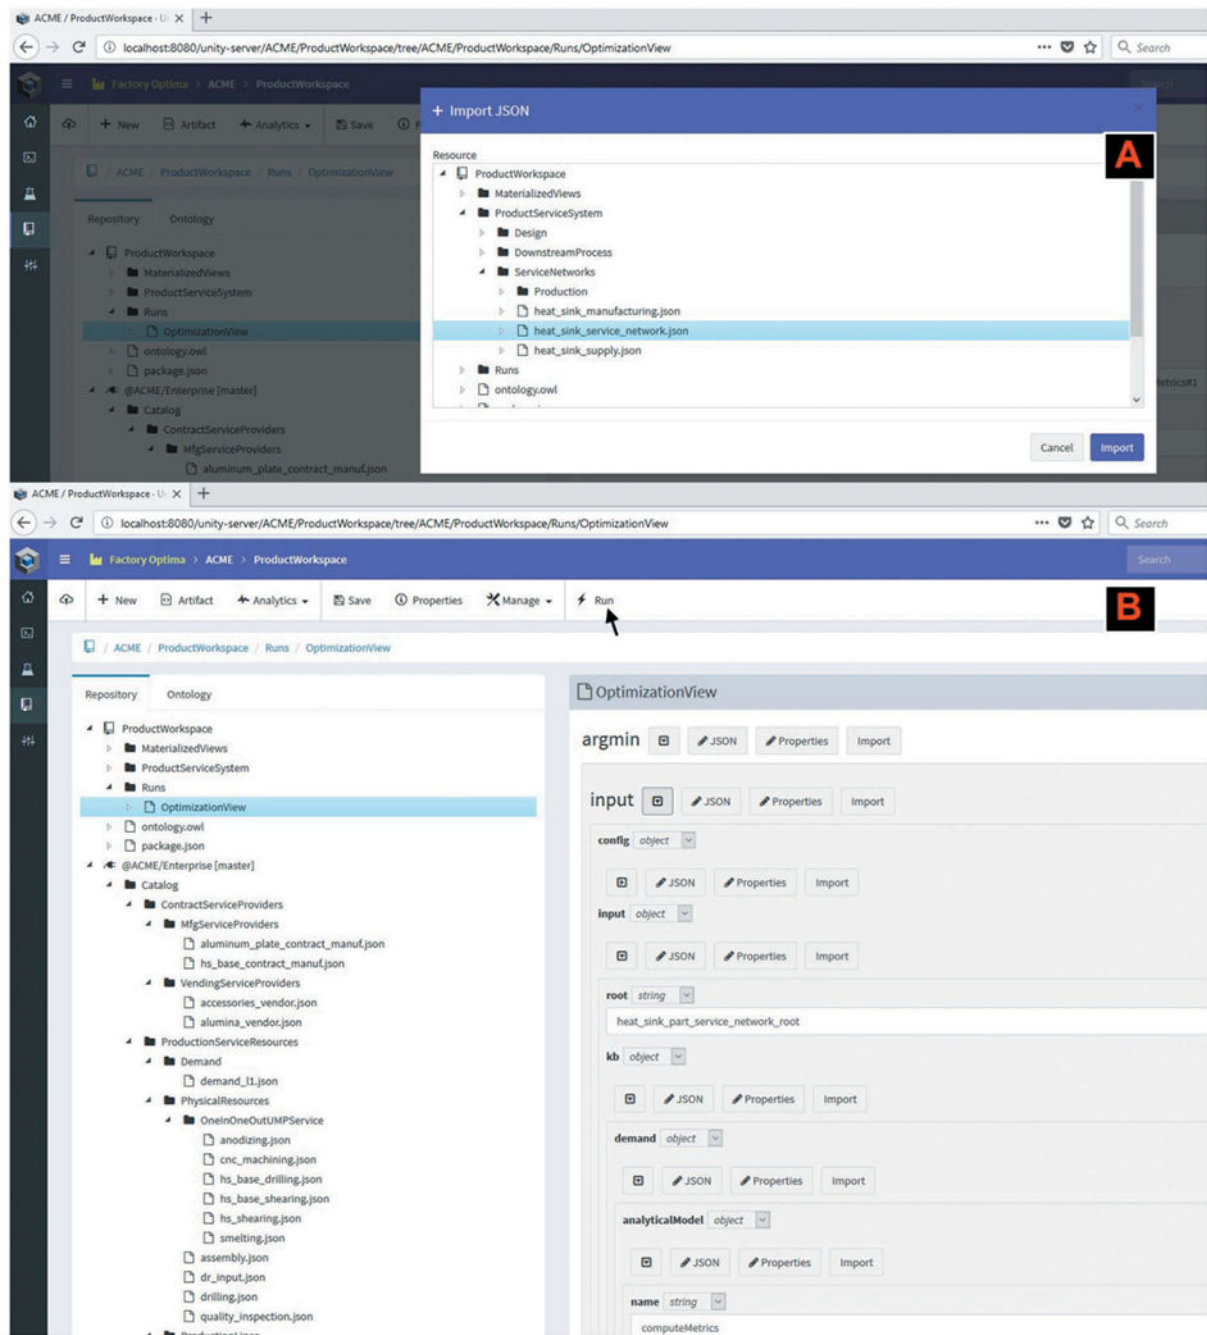 ACME / ProductWorkspace - U
localhost:8080/unity-server/ACME/ProductWorkspace/tree/ACME/ProductWorkspace/Runs/OptimizationView
Search
Factory Optima > ACME > ProductWorkspace
Search
+ New Artifact Analytics Save
/ ACME / ProductWorkspace / Runs / OptimizationView
Repository Ontology
ProductWorkspace
MaterializedViews
ProductServiceSystem
Runs
OptimizationView
ontology.owl
package.json
@ACME/Enterprise [master]
Catalog
ContractServiceProviders
MfgServiceProviders
aluminum_plate_contract_manuf.json
+ Import JSON
A
Resource
ProductWorkspace
MaterializedViews
ProductServiceSystem
Design
DownstreamProcess
ServiceNetworks
Production
heat_sink_manufacturing.json
heat_sink_service_network.json
heat_sink_supply.json
Runs
ontology.owl
Cancel Import
etrics#1
ACME / ProductWorkspace - U
localhost:8080/unity-server/ACME/ProductWorkspace/tree/ACME/ProductWorkspace/Runs/OptimizationView
Search
Factory Optima > ACME > ProductWorkspace
Search
+ New Artifact Analytics Save Properties Manage Run
B
/ ACME / ProductWorkspace / Runs / OptimizationView
Repository Ontology
ProductWorkspace
MaterializedViews
ProductServiceSystem
Runs
OptimizationView
ontology.owl
package.json
@ACME/Enterprise [master]
Catalog
ContractServiceProviders
MfgServiceProviders
aluminum_plate_contract_manuf.json
hs_base_contract_manuf.json
VendingServiceProviders
accessories_vendor.json
alumina_vendor.json
ProductionServiceResources
Demand
demand_l1.json
PhysicalResources
OneInOneOutUMPService
anodizing.json
cnc_machining.json
hs_base_drilling.json
hs_base_shearing.json
hs_shearing.json
smelting.json
assembly.json
dr_input.json
drilling.json
quality_inspection.json
ProductionLines
OptimizationView
argmin JSON Properties Import
input JSON Properties Import
config object
JSON Properties Import
input object
JSON Properties Import
root string
heat_sink_part_service_network_root
kb object
JSON Properties Import
demand object
JSON Properties Import
analyticalModel object
JSON Properties Import
name string
computeMetrics